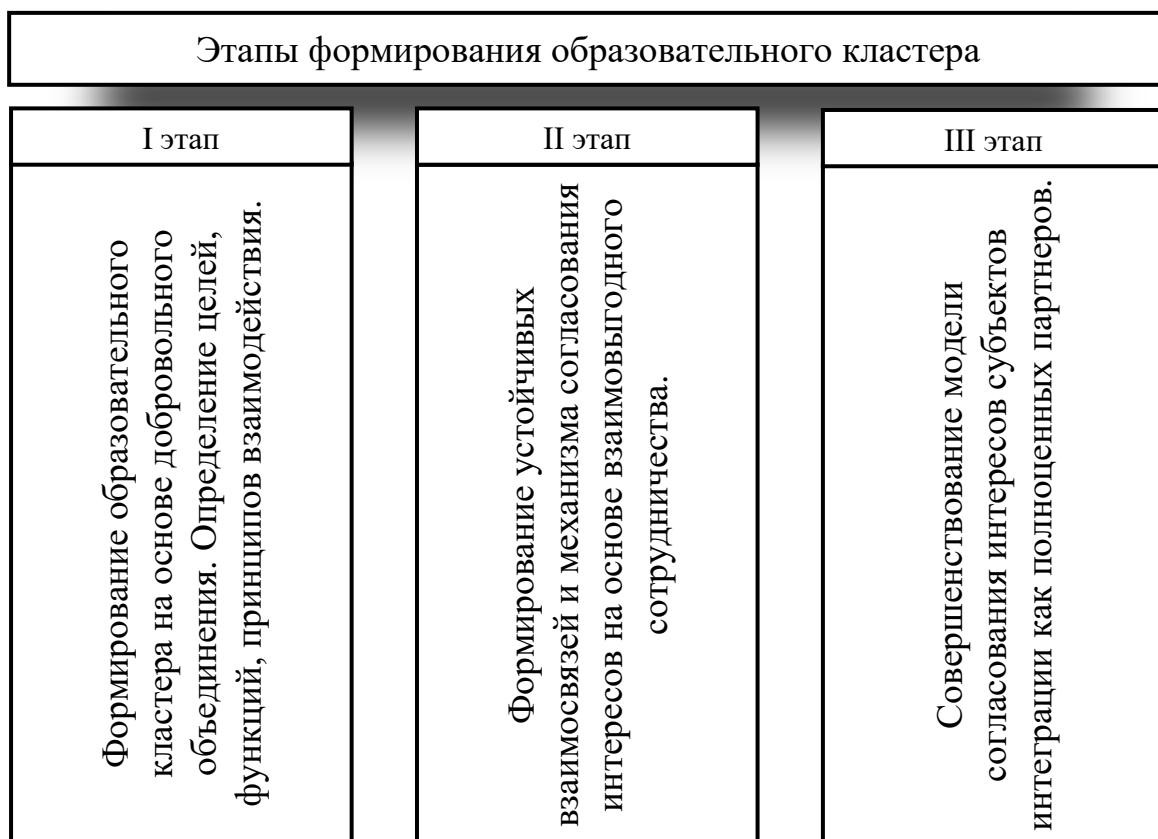 Этапы формирования образовательного кластера
I этап
Формирование образовательного
кластера на основе добровольного
объединения. Определение целей,
функций, принципов взаимодействия.
II этап
Формирование устойчивых
взаимосвязей и механизма согласования
интересов на основе взаимовыгодного
сотрудничества.
III этап
Совершенствование модели
согласования интересов субъектов
интеграции как полноценных партнеров.